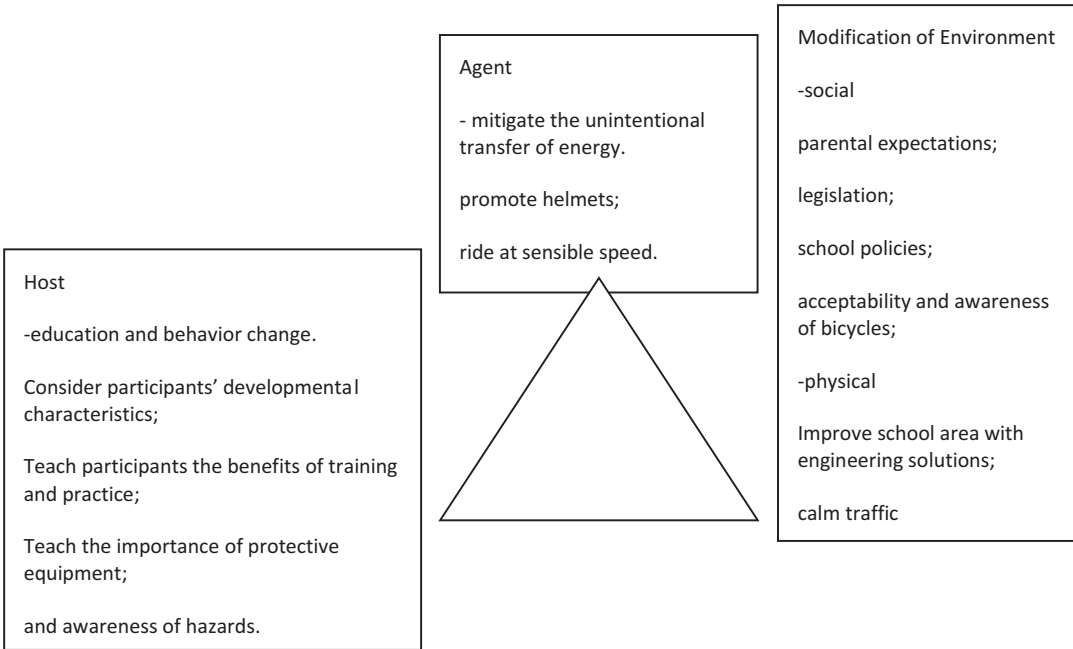 Agent
- mitigate the unintentional
transfer of energy.
promote helmets;
ride at sensible speed.
Modification of Environment
-social
parental expectations;
legislation;
school policies;
acceptability and awareness
of bicycles;
-physical
Improve school area with
engineering solutions;
calm traffic
Host
-education and behavior change.
Consider participants’ developmental
characteristics;
Teach participants the benefits of training
and practice;
Teach the importance of protective
equipment;
and awareness of hazards.